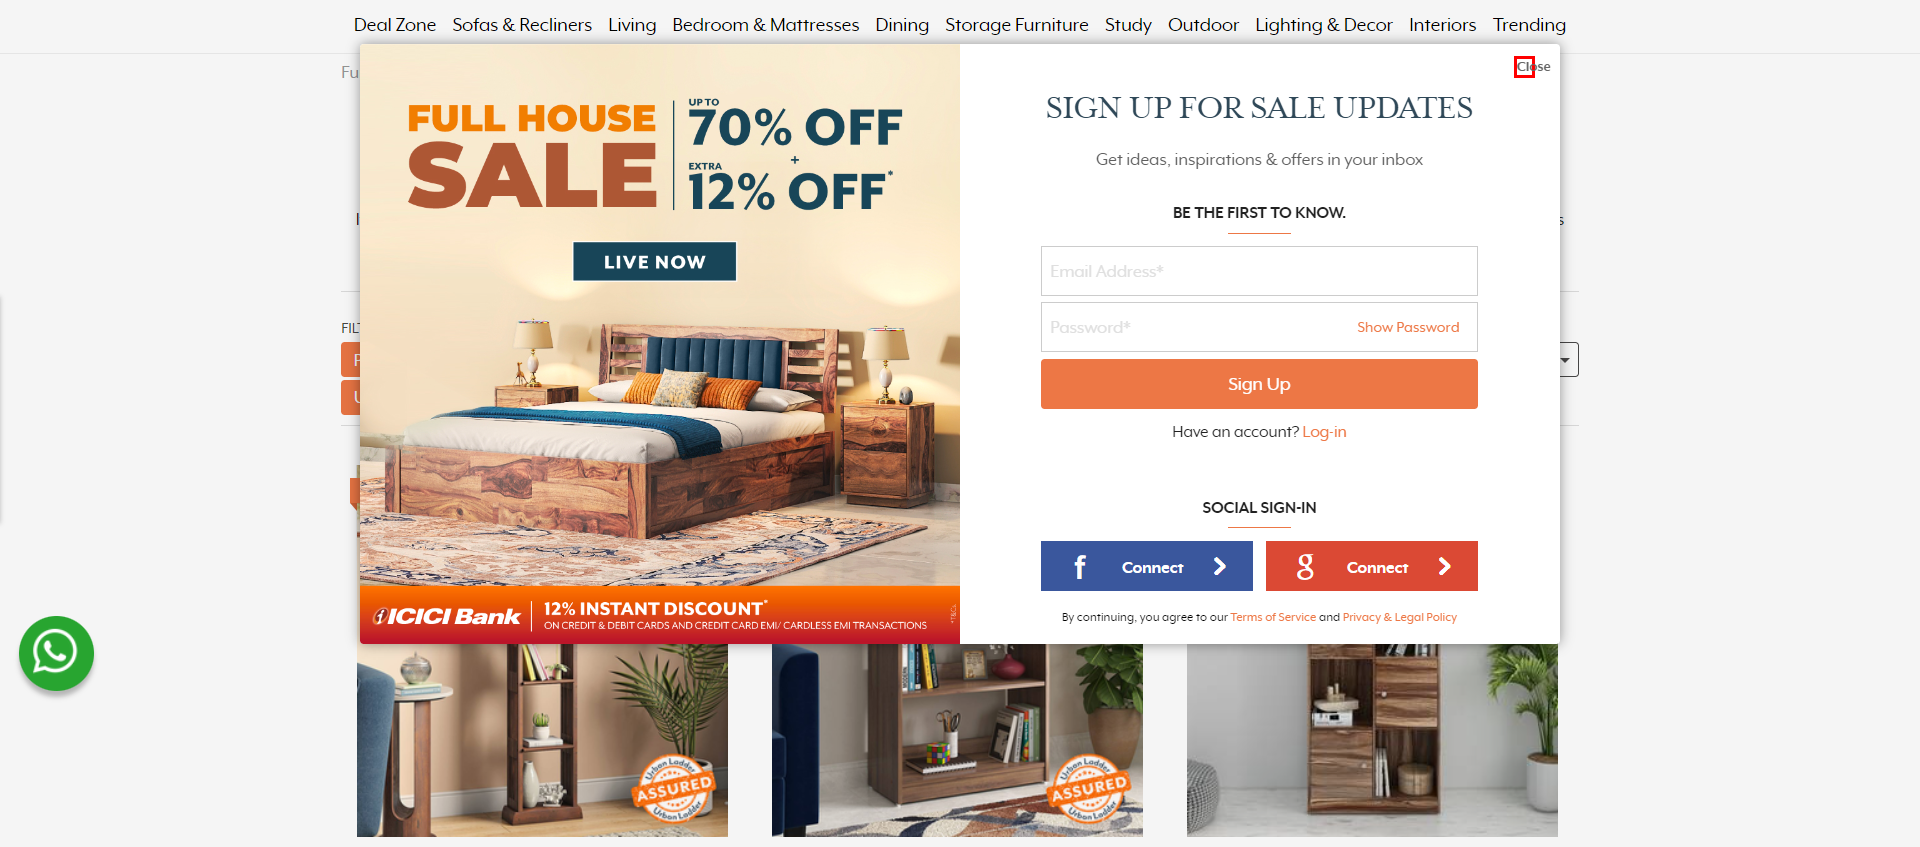 Deal Zone Sofas & Recliners Living Bedroom & Mattresses Dining Storage Furniture Study Outdoor Lighting & Decor Interiors Trending
Close
FULL HOUSE
SALE
UP TO
70% OFF
+
EXTRA
12% OFF*
LIVE NOW
ICICI Bank
12% INSTANT DISCOUNT*
ON CREDIT & DEBIT CARDS AND CREDIT CARD EMI/ CARDLESS EMI TRANSACTIONS
SIGN UP FOR SALE UPDATES
Get ideas, inspirations & offers in your inbox
BE THE FIRST TO KNOW.
Email Address*
Password* Show Password
Sign Up
Have an account? Log-in
SOCIAL SIGN-IN
f Connect
g Connect
By continuing, you agree to our Terms of Service and Privacy & Legal Policy
Urban Ladder
ASSURED
Urban Ladder
Urban Ladder
ASSURED
Urban Ladder